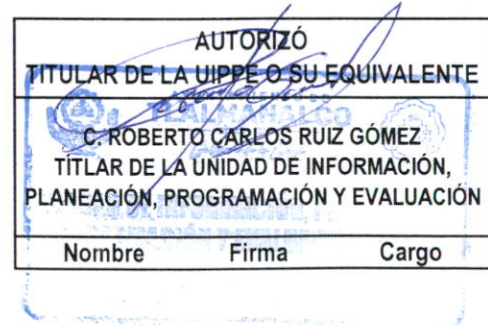 AUTORIZÓ
TITULAR DE LA UIPPE O SU EQUIVALENTE
TLALMANALCO
C. ROBERTO CARLOS RUIZ GÓMEZ
TÍTLAR DE LA UNIDAD DE INFORMACIÓN,
PLANEACIÓN, PROGRAMACIÓN Y EVALUACIÓN
Nombre Firma Cargo